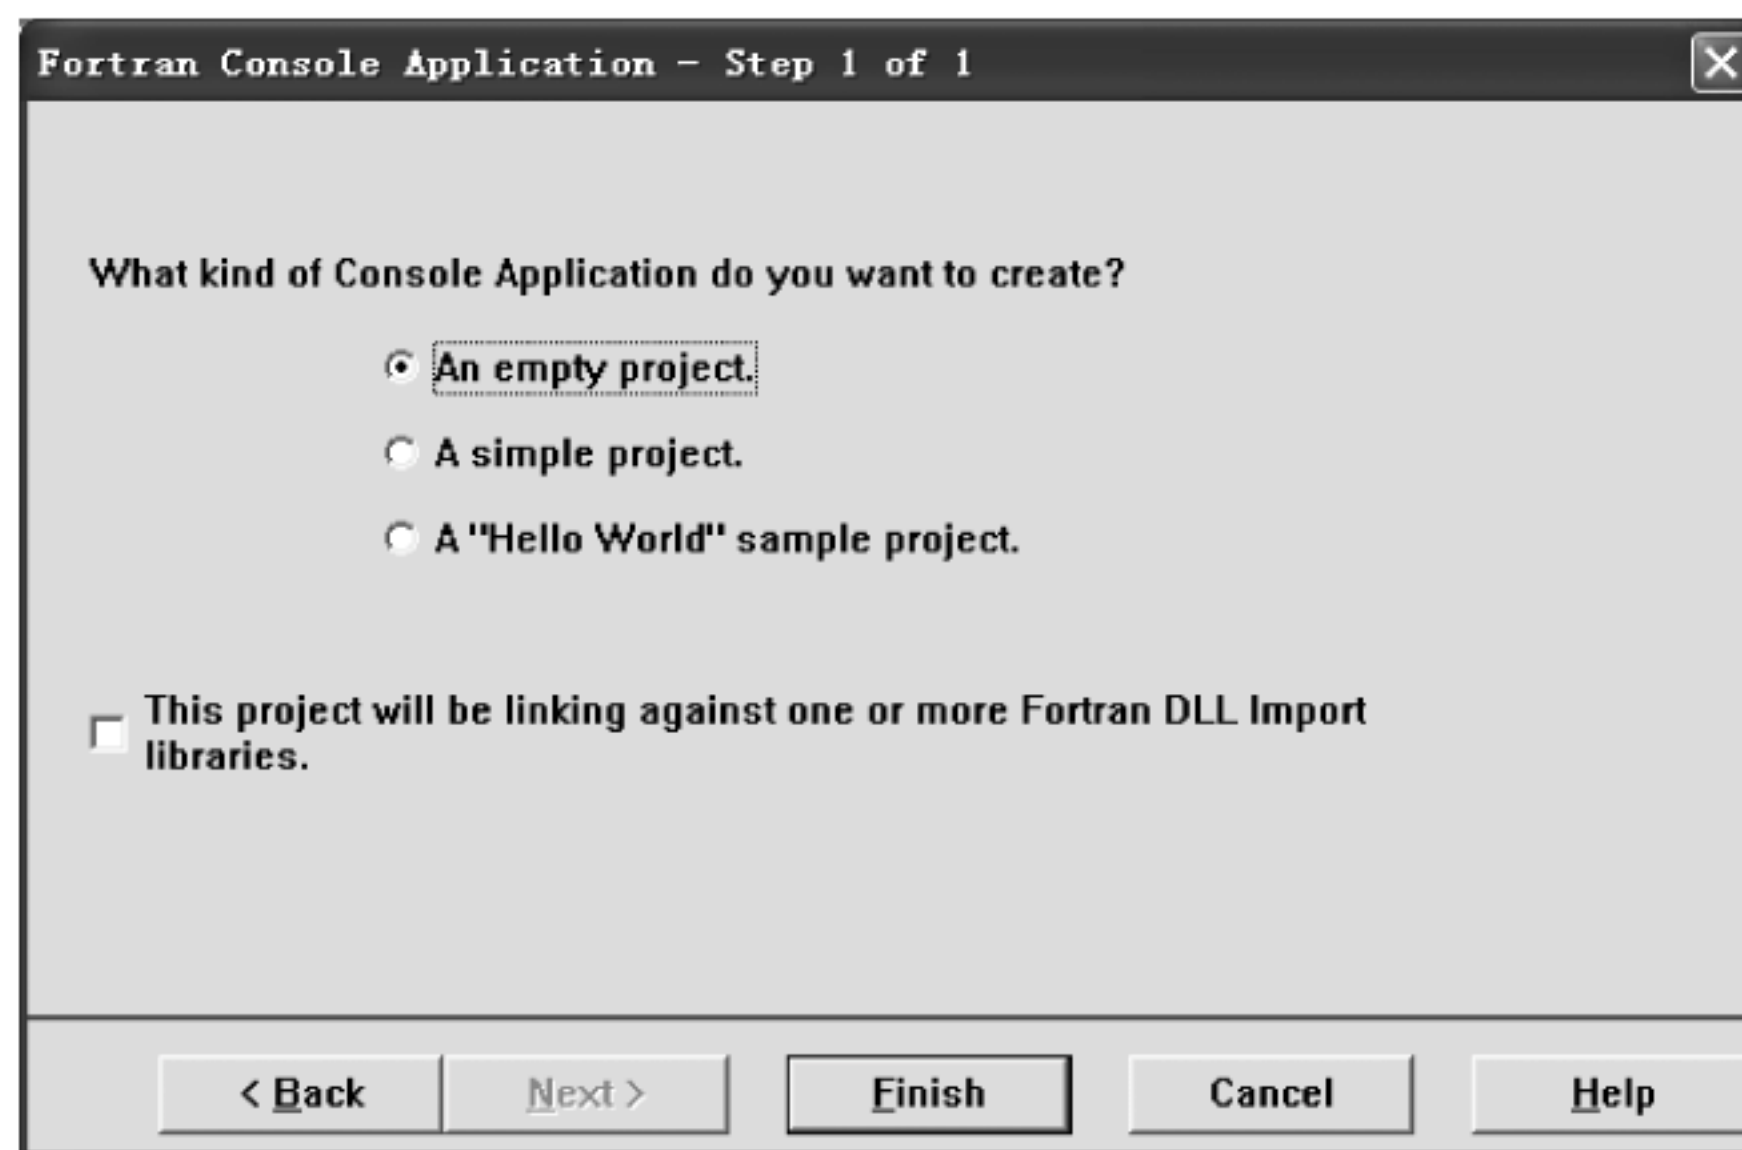 Fortran Console Application - Step 1 of 1
What kind of Console Application do you want to create?
An empty project.
A simple project.
A "Hello World" sample project.
This project will be linking against one or more Fortran DLL Import
libraries.
< Back
Next >
Finish
Cancel
Help